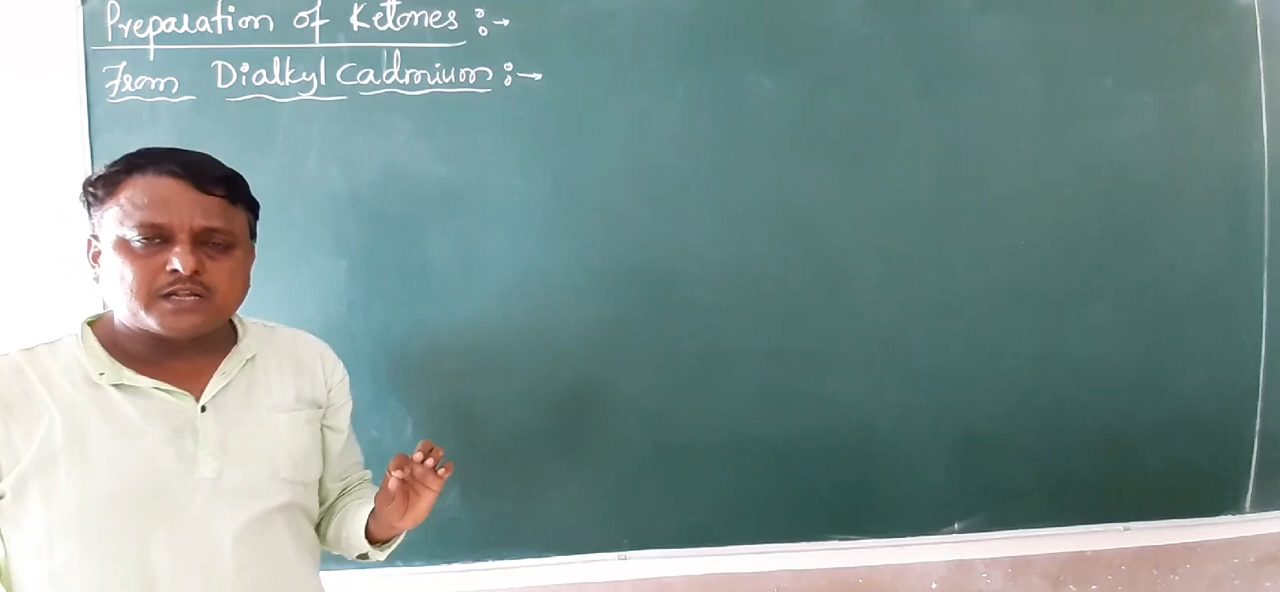 Preparation of Ketones :→
From Dialkyl Cadmium :→